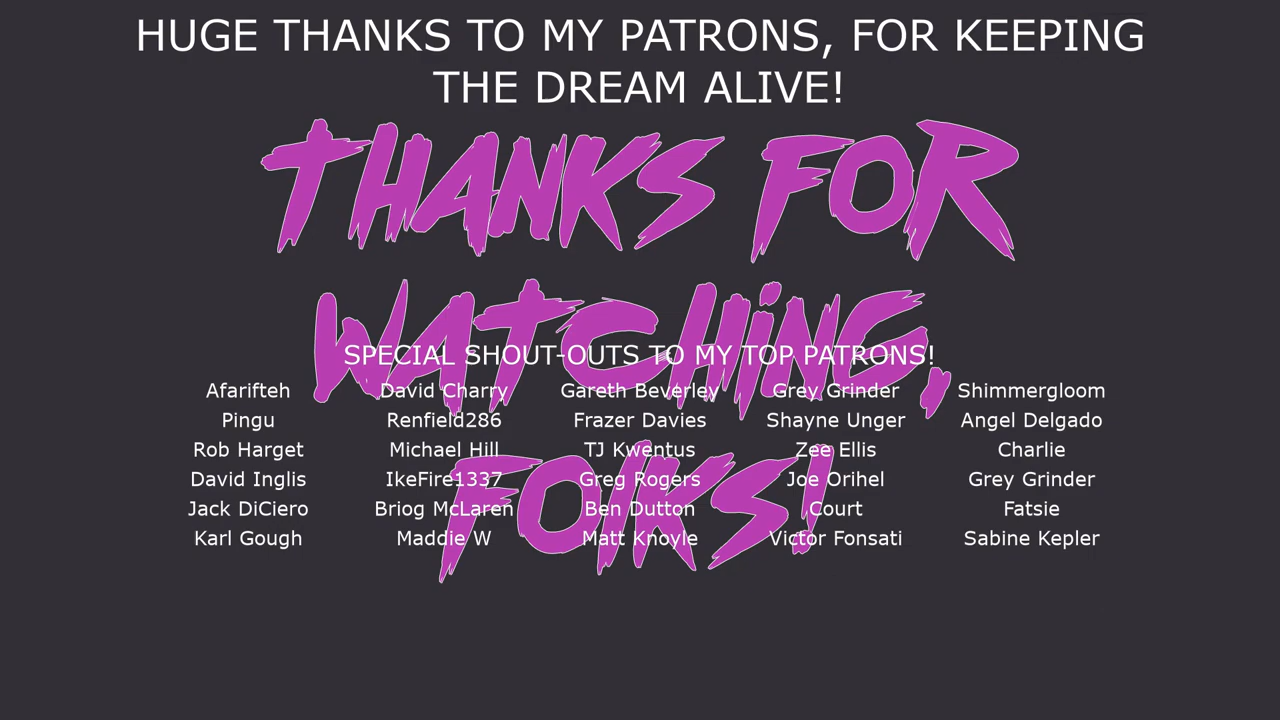 HUGE THANKS TO MY PATRONS, FOR KEEPING
THE DREAM ALIVE!
THANKS FOR
WATCHING,
FOLKS!
SPECIAL SHOUT-OUTS TO MY TOP PATRONS!
Afarifteh David Charry Gareth Beverley Grey Grinder Shimmergloom
Pingu Renfield286 Frazer Davies Shayne Unger Angel Delgado
Rob Harget Michael Hill TJ Kwentus Zee Ellis Charlie
David Inglis IkeFire1337 Greg Rogers Joe Orihel Grey Grinder
Jack DiCiero Briog McLaren Ben Dutton Court Fatsie
Karl Gough Maddie W Matt Knoyle Victor Fonsati Sabine Kepler